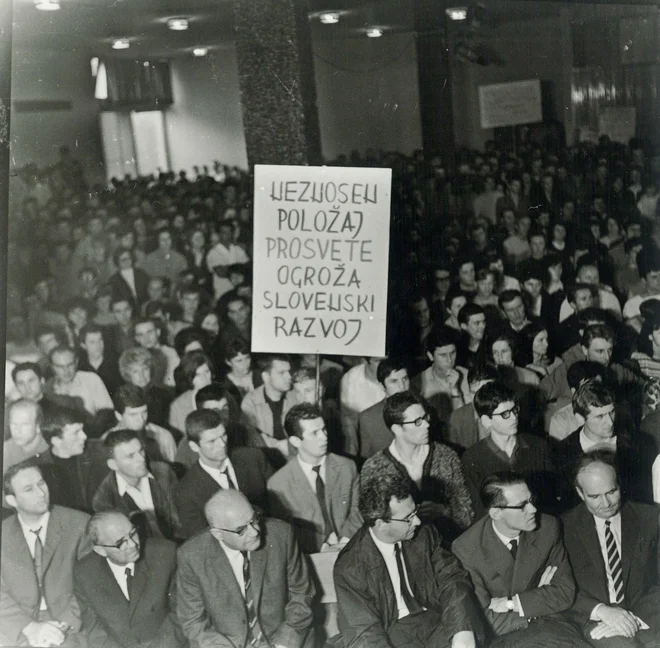 NEZNOSEN
POLOŽAJ
PROSVETE
OGROŽA
SLOVENSKI
RAZVOJ